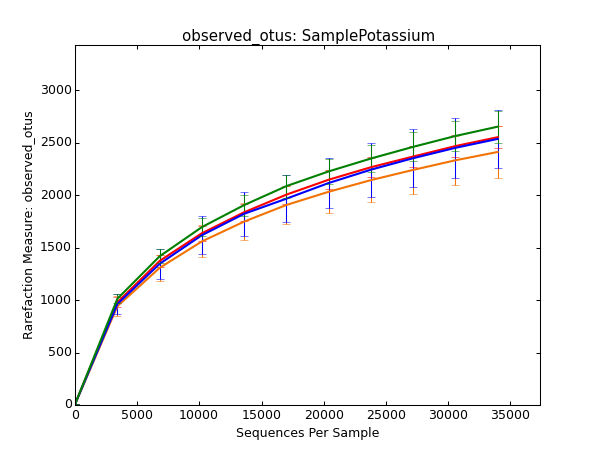 observed_otus: SamplePotassium
Rarefaction Measure: observed_otus
3000
2500
2000
1500
1000
500
0
0 5000 10000 15000 20000 25000 30000 35000
Sequences Per Sample